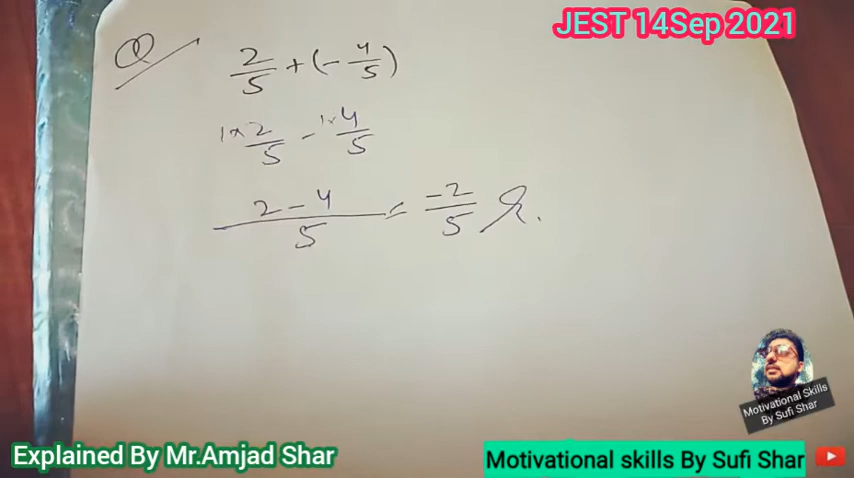 JEST 14Sep 2021
Q
2/5 + (- 4/5)
1×2/5 - 1×4/5
2 - 4/5 = -2/5
Motivational Skills
By Sufi Shar
Explained By Mr.Amjad Shar
Motivational skills By Sufi Shar